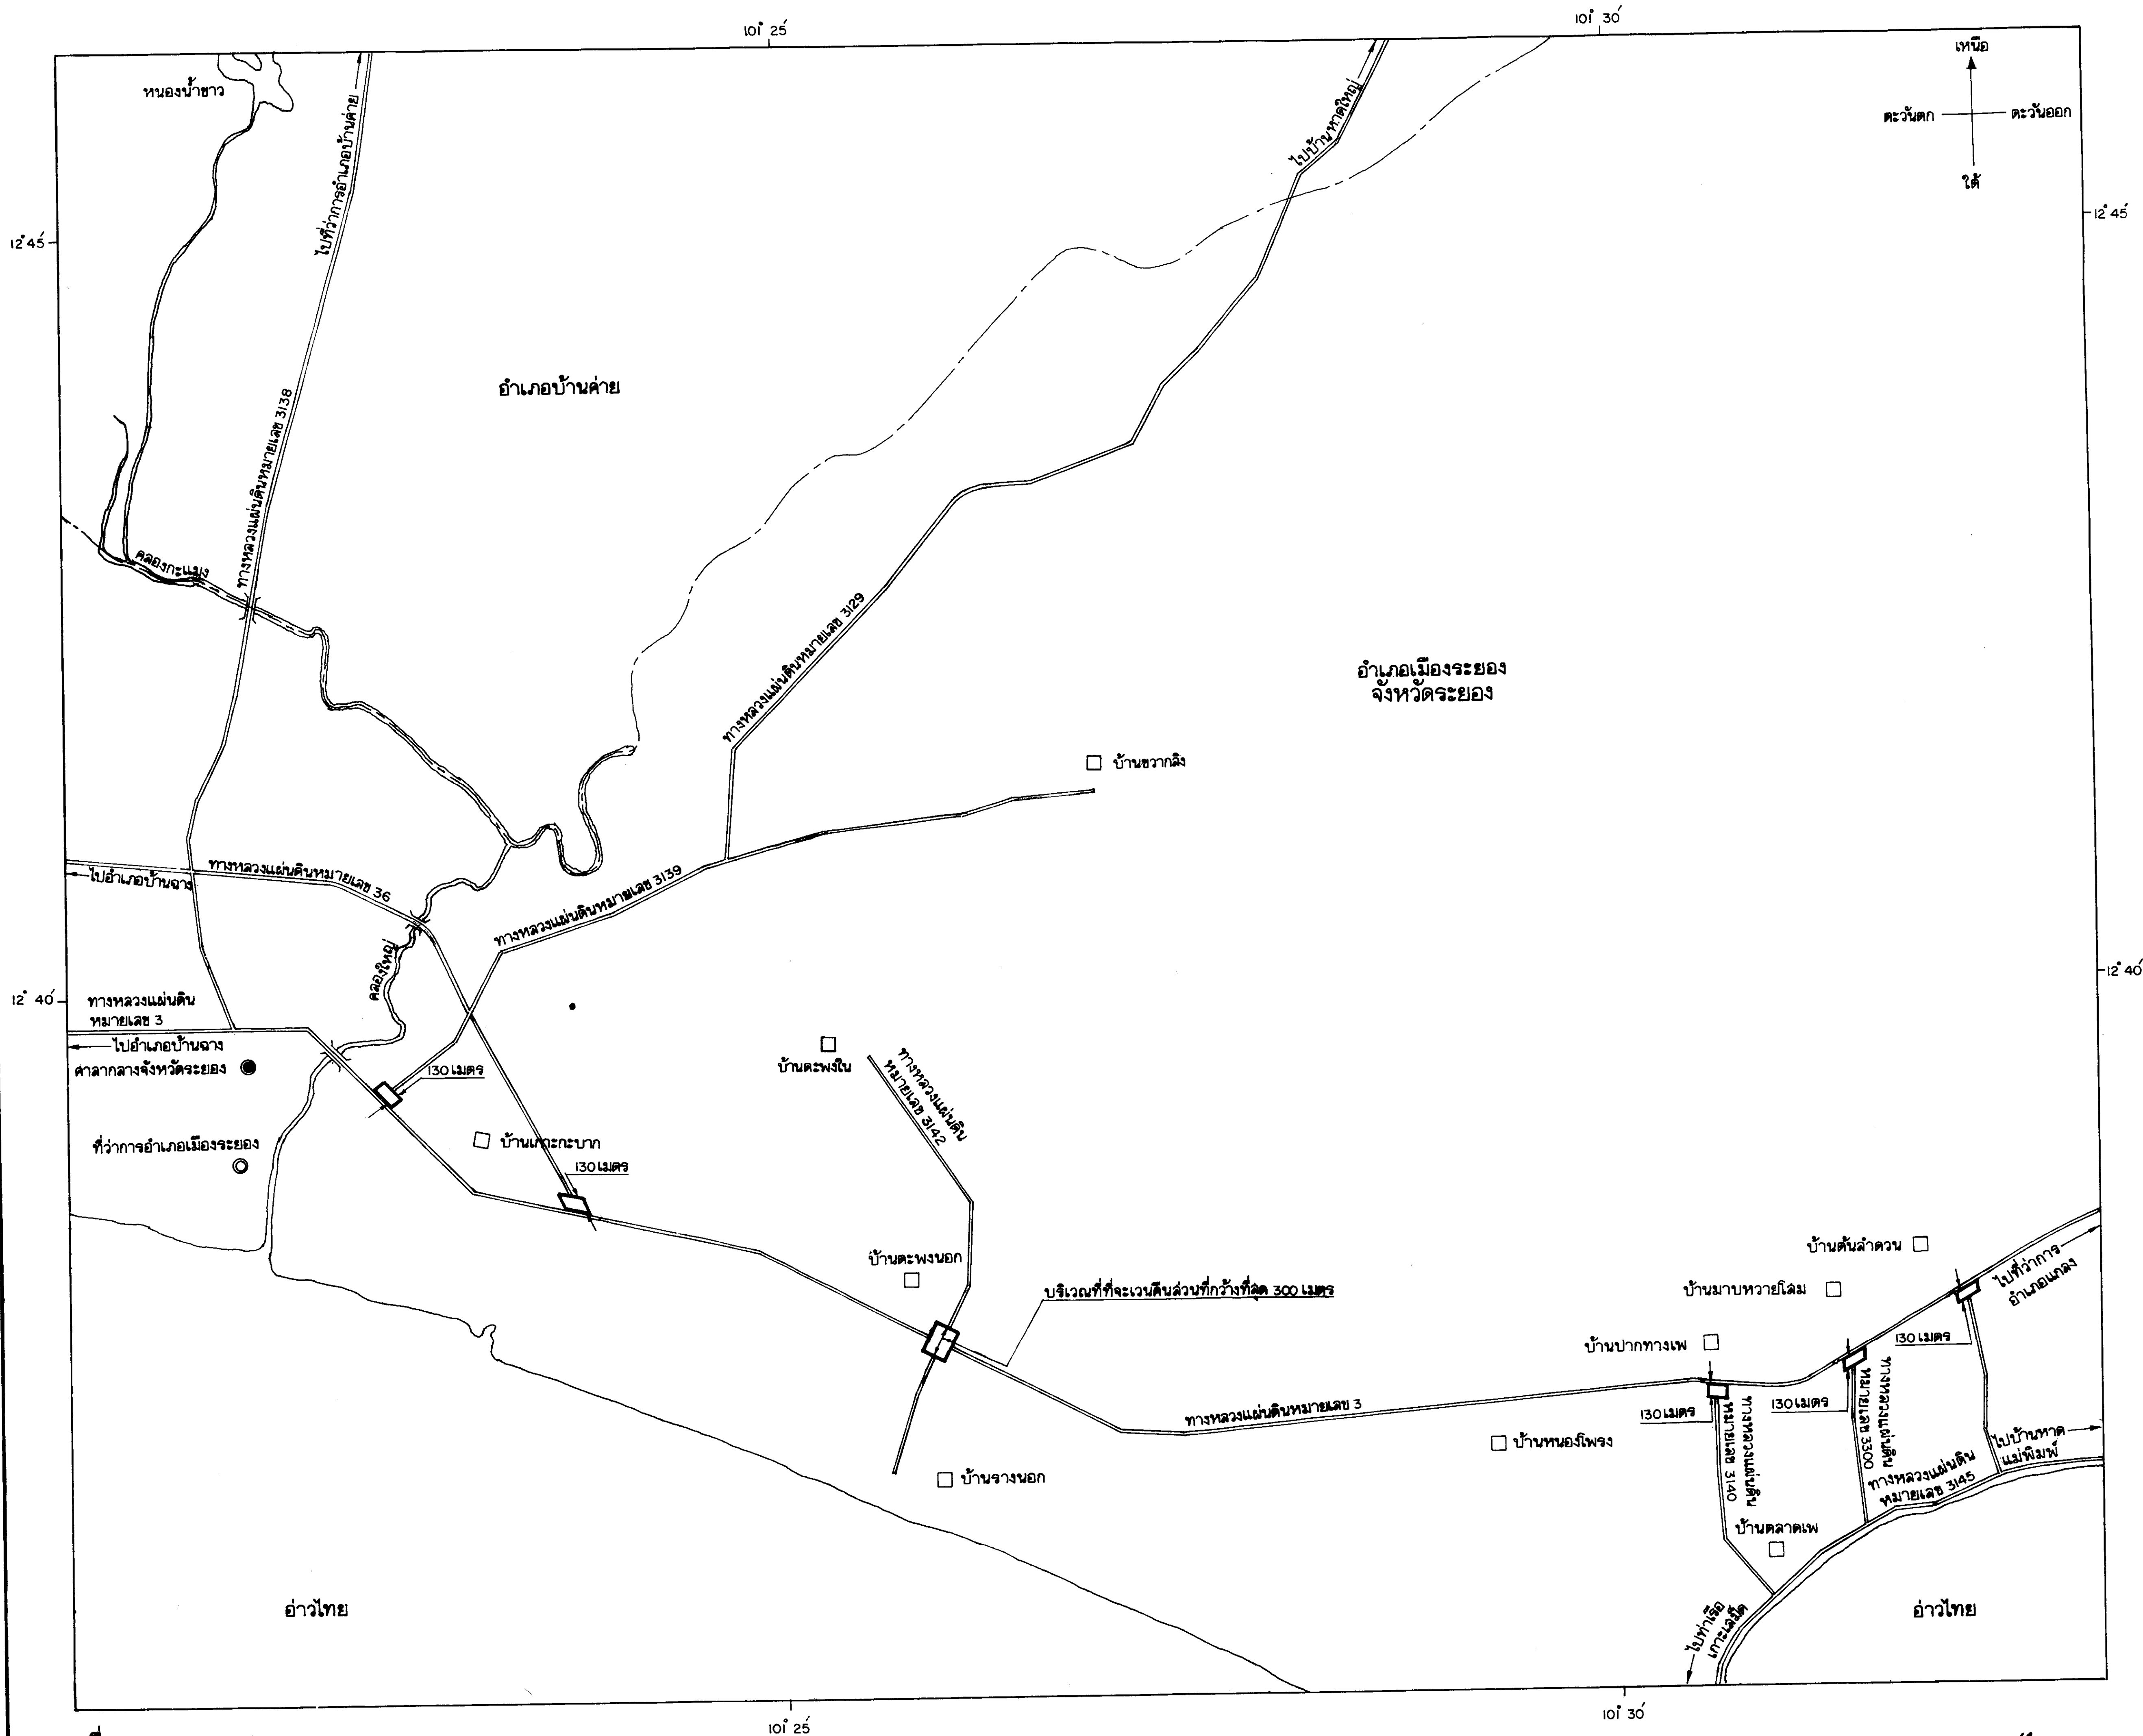 101° 25′
101° 30′
เหนือ
ตะวันตก
ตะวันออก
ใต้
หนองน้ำขาว
ไปที่ว่าการอำเภอบ้านค่าย
ไปบ้านหาดใหญ่
12° 45′
12° 45′
อำเภอบ้านค่าย
ทางหลวงแผ่นดินหมายเลข 3138
คลองกะแมง
ทางหลวงแผ่นดินหมายเลข 3129
อำเภอเมืองระยอง
จังหวัดระยอง
บ้านขวากลิง
ทางหลวงแผ่นดินหมายเลข 36
ไปอำเภอบ้านฉาง
ทางหลวงแผ่นดินหมายเลข 3139
คลองใหญ่
12° 40′
12° 40′
ทางหลวงแผ่นดิน
หมายเลข 3
ไปอำเภอบ้านฉาง
ศาลากลางจังหวัดระยอง
130 เมตร
บ้านตะพงใน
ทางหลวงแผ่นดิน
หมายเลข 3142
ที่ว่าการอำเภอเมืองระยอง
บ้านเกาะกะบาก
130 เมตร
บ้านตะพงนอก
บริเวณที่ที่จะเวนคืนส่วนที่กว้างที่สุด 300 เมตร
บ้านต้นลำดวน
ไปที่ว่าการ
อำเภอแกลง
บ้านมาบหวายโสม
บ้านปากทางเพ
130 เมตร
130 เมตร
130 เมตร
ทางหลวงแผ่นดินหมายเลข 3
บ้านหนองโพรง
ทางหลวงแผ่นดิน
หมายเลข 3140
ทางหลวงแผ่นดิน
หมายเลข 3300
ไปบ้านหาด
แม่พิมพ์
ทางหลวงแผ่นดิน
หมายเลข 3145
บ้านรางนอก
บ้านตลาดเพ
อ่าวไทย
อ่าวไทย
ไปท่าเรือ
เกาะเสม็ด
101° 25′
101° 30′